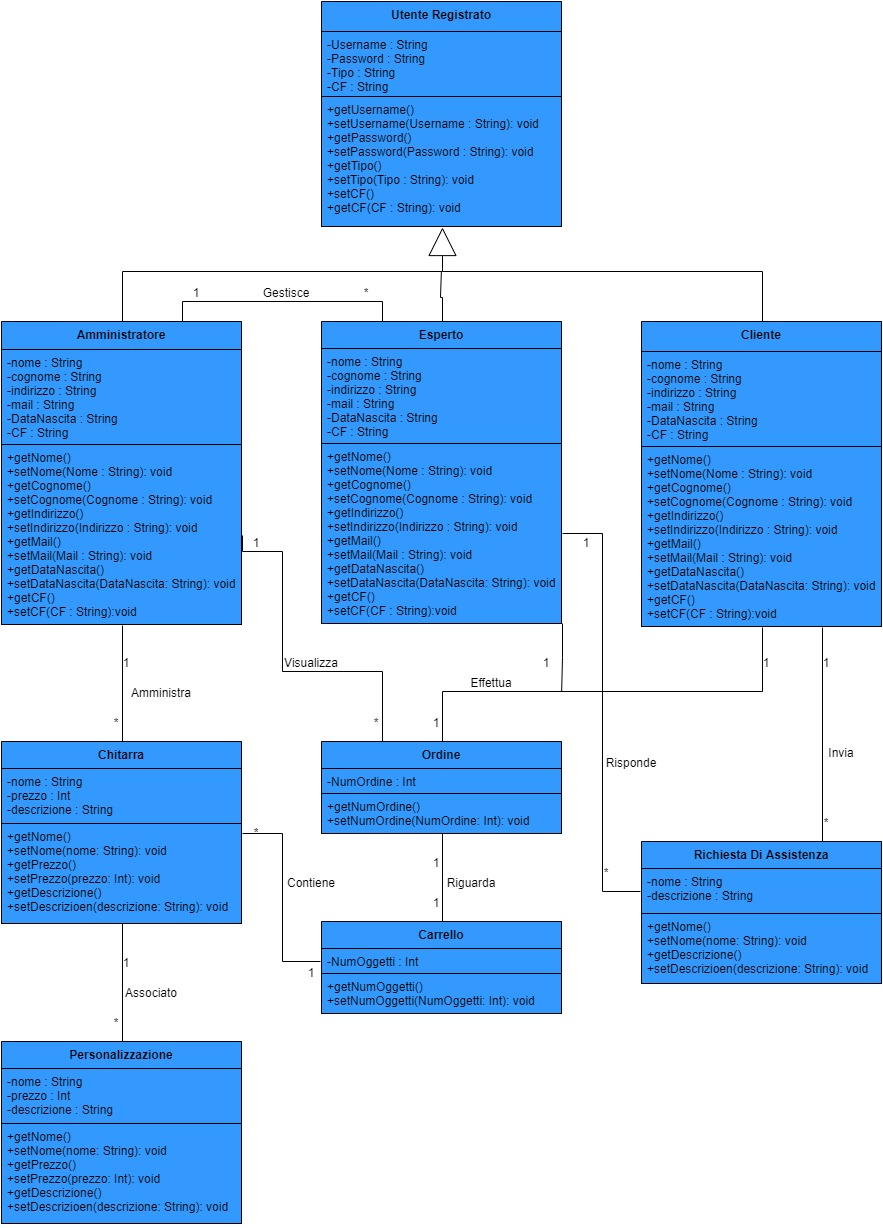 Utente Registrato
-Username : String
-Password : String
-Tipo : String
-CF : String
+getUsername()
+setUsername(Username : String): void
+getPassword()
+setPassword(Password : String): void
+getTipo()
+setTipo(Tipo : String): void
+setCF()
+getCF(CF : String): void
1 Gestisce *
Amministratore
-nome : String
-cognome : String
-indirizzo : String
-mail : String
-DataNascita : String
-CF : String
+getNome()
+setNome(Nome : String): void
+getCognome()
+setCognome(Cognome : String): void
+getIndirizzo()
+setIndirizzo(Indirizzo : String): void
+getMail()
+setMail(Mail : String): void
+getDataNascita()
+setDataNascita(DataNascita: String): void
+getCF()
+setCF(CF : String):void
Esperto
-nome : String
-cognome : String
-indirizzo : String
-mail : String
-DataNascita : String
-CF : String
+getNome()
+setNome(Nome : String): void
+getCognome()
+setCognome(Cognome : String): void
+getIndirizzo()
+setIndirizzo(Indirizzo : String): void
+getMail()
+setMail(Mail : String): void
+getDataNascita()
+setDataNascita(DataNascita: String): void
+getCF()
+setCF(CF : String):void
Cliente
-nome : String
-cognome : String
-indirizzo : String
-mail : String
-DataNascita : String
-CF : String
+getNome()
+setNome(Nome : String): void
+getCognome()
+setCognome(Cognome : String): void
+getIndirizzo()
+setIndirizzo(Indirizzo : String): void
+getMail()
+setMail(Mail : String): void
+getDataNascita()
+setDataNascita(DataNascita: String): void
+getCF()
+setCF(CF : String):void
1
Amministra
*
1
Visualizza
*
1
1
Effettua
1
1
Risponde
*
1
Invia
*
Chitarra
-nome : String
-prezzo : Int
-descrizione : String
+getNome()
+setNome(nome: String): void
+getPrezzo()
+setPrezzo(prezzo: Int): void
+getDescrizione()
+setDescrizioen(descrizione: String): void
Ordine
-NumOrdine : Int
+getNumOrdine()
+setNumOrdine(NumOrdine: Int): void
*
Contiene
1
1
Riguarda
1
Richiesta Di Assistenza
-nome : String
-descrizione : String
+getNome()
+setNome(nome: String): void
+getDescrizione()
+setDescrizioen(descrizione: String): void
Carrello
-NumOggetti : Int
+getNumOggetti()
+setNumOggetti(NumOggetti: Int): void
1
Associato
*
Personalizzazione
-nome : String
-prezzo : Int
-descrizione : String
+getNome()
+setNome(nome: String): void
+getPrezzo()
+setPrezzo(prezzo: Int): void
+getDescrizione()
+setDescrizioen(descrizione: String): void